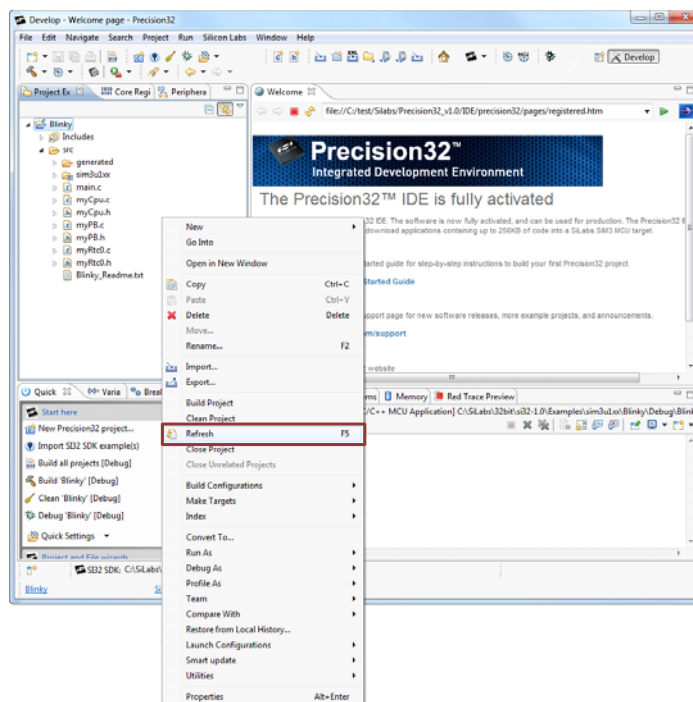 Develop - Welcome page - Precision32
File Edit Navigate Search Project Run Silicon Labs Window Help
Develop
Project Ex Core Regi Periphera
Welcome
file:///C:/test/Silabs/Precision32_v1.0/IDE/precision32/pages/registered.htm
Blinky
Includes
src
generated
sim3u1xx
main.c
myCpu.c
myCpu.h
myPB.c
myPB.h
myRtc0.c
myRtc0.h
Blinky_Readme.txt
Precision32™
Integrated Development Environment
The Precision32™ IDE is fully activated
32 IDE. The software is now fully activated, and can be used for production. The Precision32
download applications containing up to 256KB of code into a SiLabs SIM3 MCU target.
started guide for step-by-step instructions to build your first Precision32 project.
Started Guide
support page for new software releases, more example projects, and announcements.
m/support
website
New
Go Into
Open in New Window
Copy Ctrl+C
Paste Ctrl+V
Delete Delete
Move...
Rename... F2
Import...
Export...
Build Project
Clean Project
Refresh F5
Close Project
Close Unrelated Projects
Build Configurations
Make Targets
Index
Convert To...
Run As
Debug As
Profile As
Team
Compare With
Restore from Local History...
Launch Configurations
Smart update
Utilities
Properties Alt+Enter
Quick Varia Break
Start here
New Precision32 project...
Import SI32 SDK example(s)
Build all projects [Debug]
Build 'Blinky' [Debug]
Clean 'Blinky' [Debug]
Debug 'Blinky' [Debug]
Quick Settings
Project and File wizards
ms Memory Red Trace Preview
C/C++ MCU Application] C:\SiLabs\32bit\si32-1.0\Examples\sim3u1xx\Blinky\Debug\Blink
SI32 SDK: C:\SiLabs\
Blinky Si